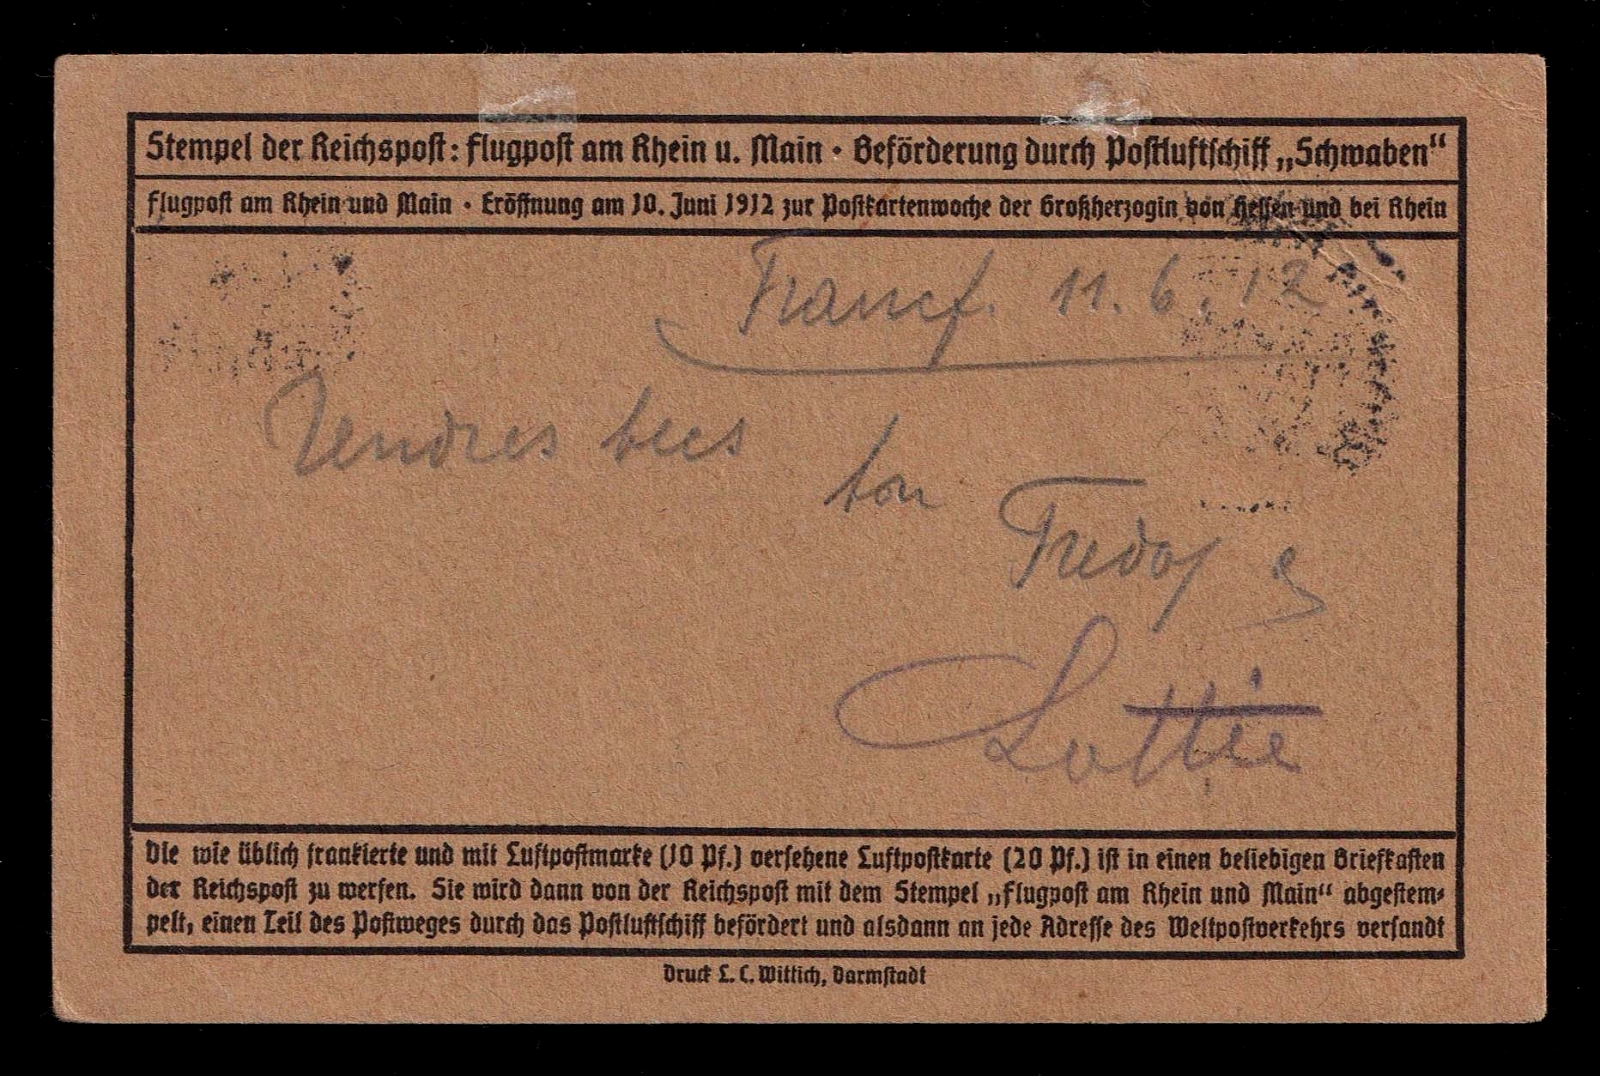 Stempel der Reichspost: Flugpost am Rhein u. Main · Beförderung durch Postluftschiff „Schwaben“
Flugpost am Rhein und Main · Eröffnung am 10. Juni 1912 zur Postkartenwoche der Großherzogin von Hessen und bei Rhein
Francf. 11. 6. 12
Tendres
ton
Lottie
Die wie üblich frankierte und mit Luftpostmarke (10 Pf.) versehene Luftpostkarte (20 Pf.) ist in einen beliebigen Briefkasten
der Reichspost zu werfen. Sie wird dann von der Reichspost mit dem Stempel „Flugpost am Rhein und Main“ abgestem-
pelt, einen Teil des Postweges durch das Postluftschiff befördert und alsdann an jede Adresse des Weltpostverkehrs versandt
Druck L. C. Wittich, Darmstadt